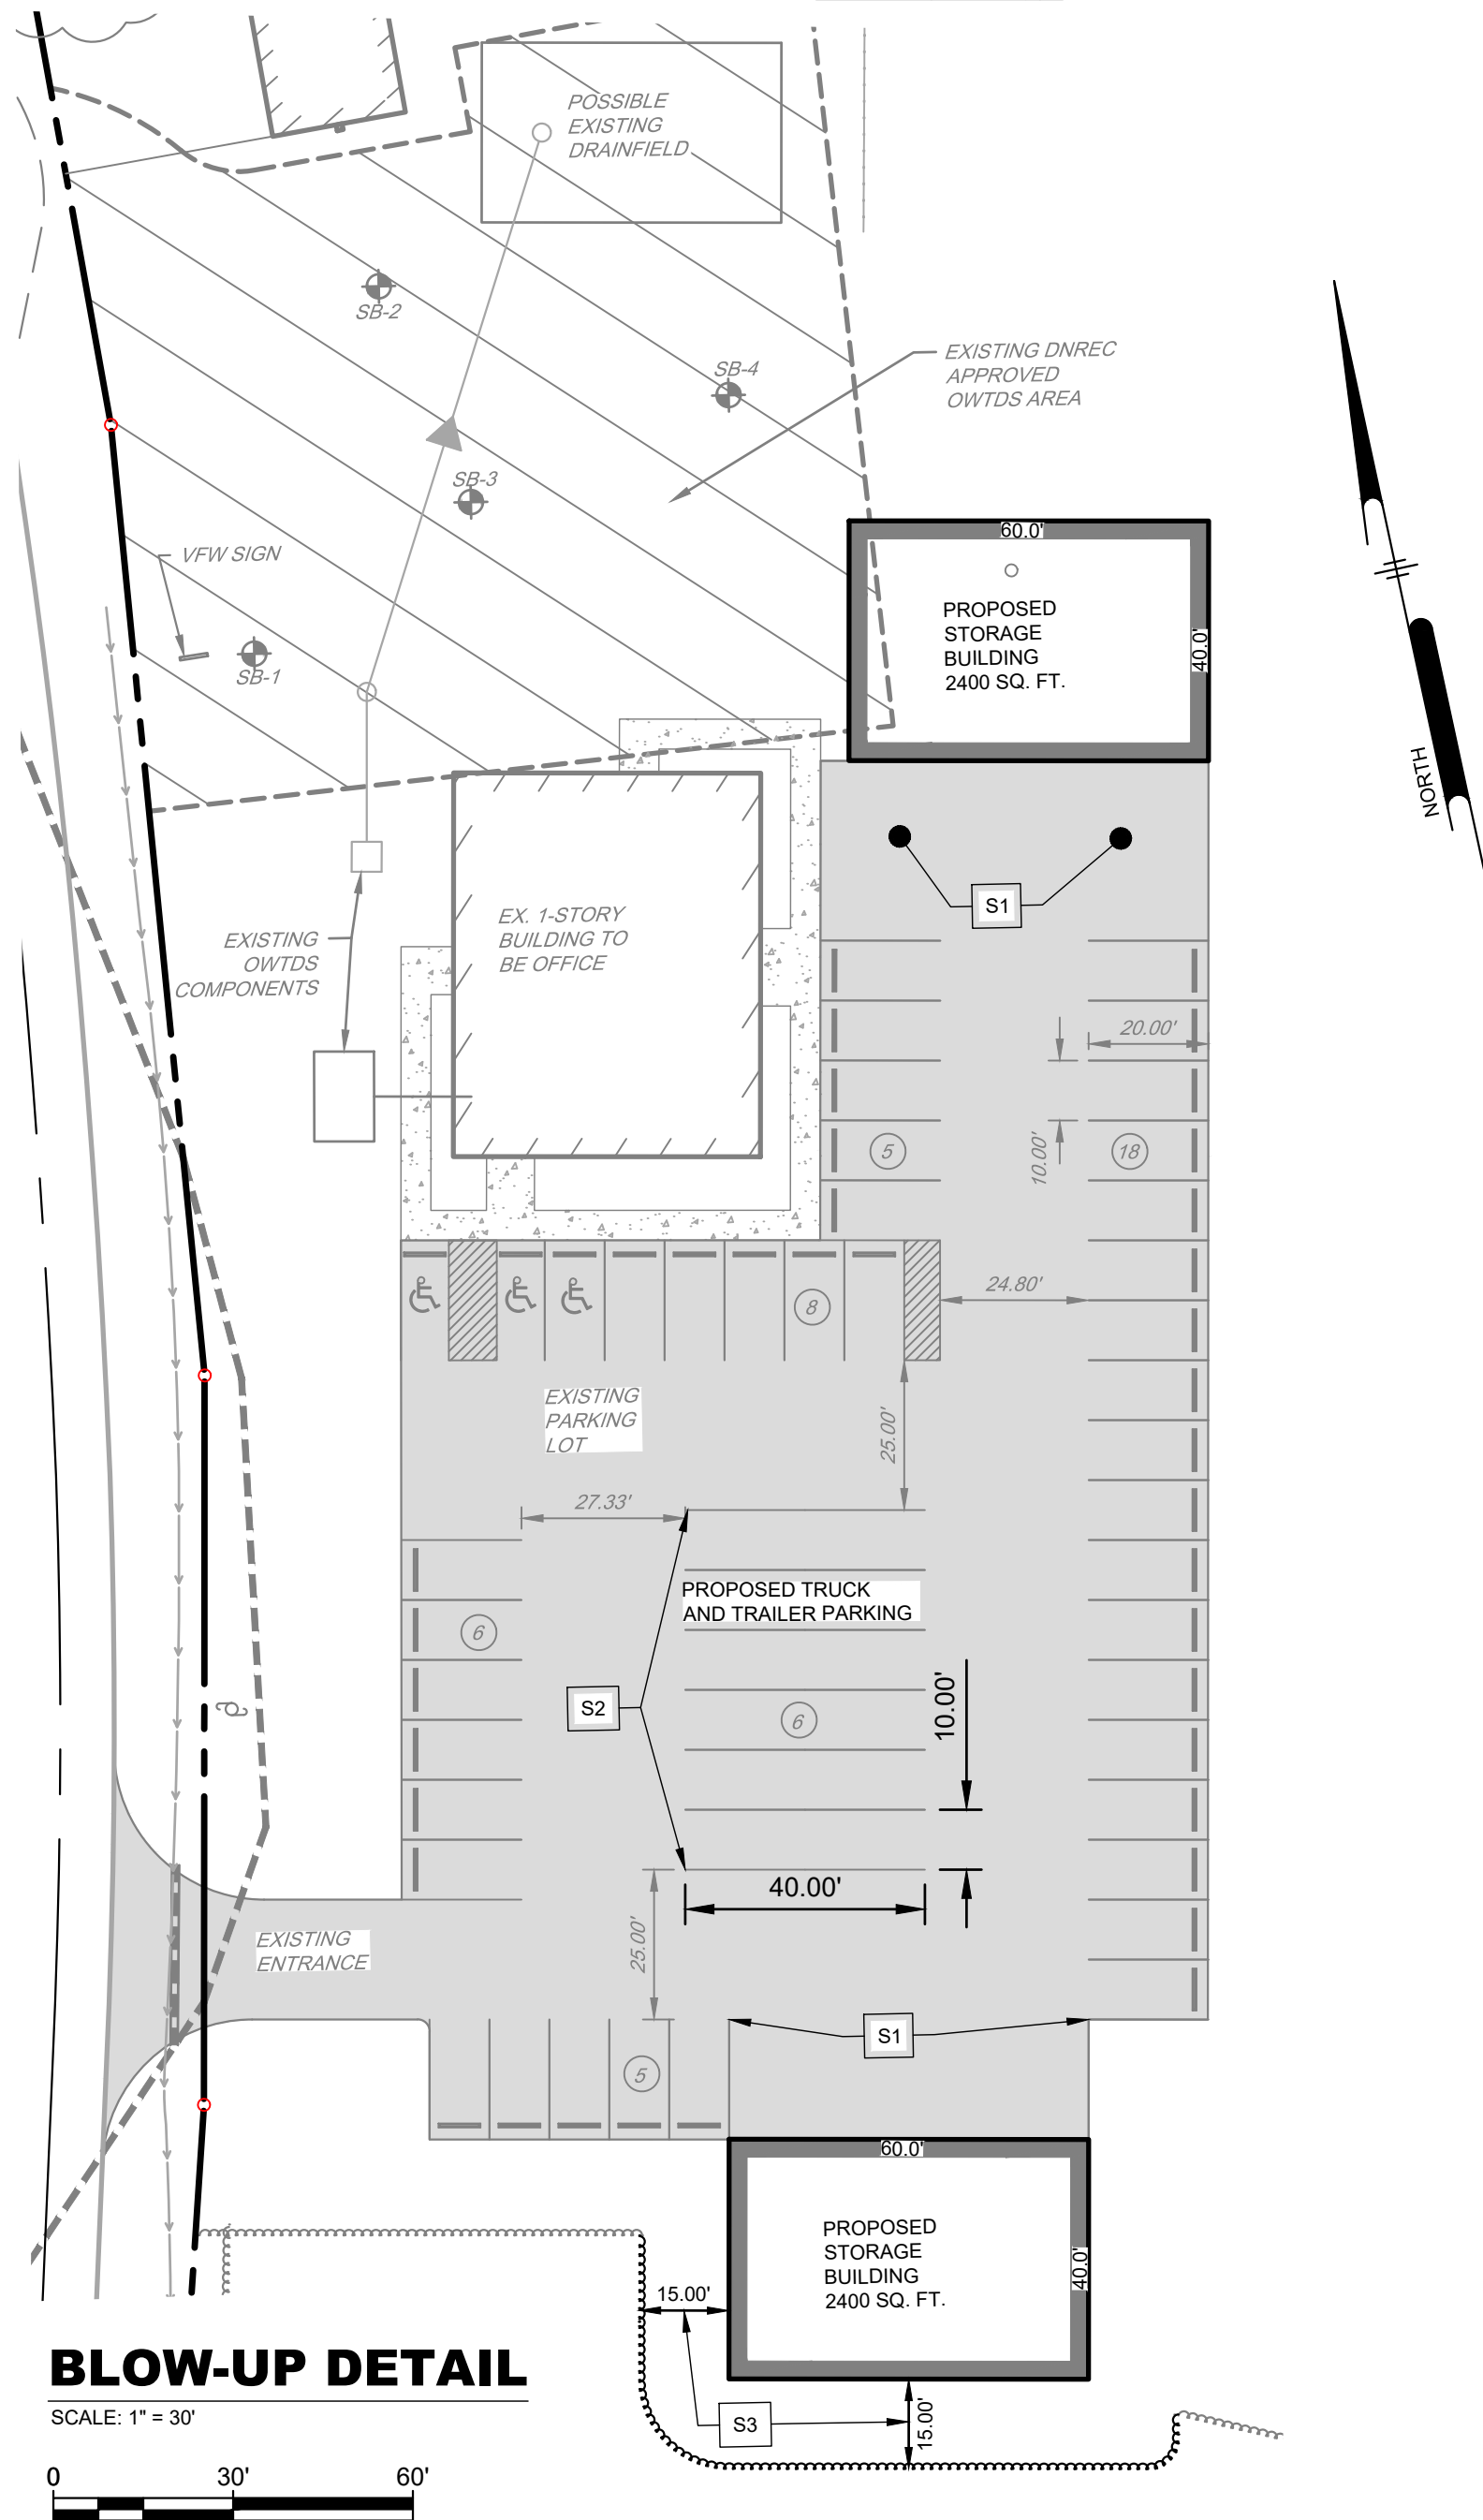 POSSIBLE
EXISTING
DRAINFIELD
SB-2
SB-4
EXISTING DNREC
APPROVED
OWTDS AREA
SB-3
VFW SIGN
SB-1
60.0'
PROPOSED
STORAGE
BUILDING
2400 SQ. FT.
40.0'
NORTH
S1
EX. 1-STORY
BUILDING TO
BE OFFICE
EXISTING
OWTDS
COMPONENTS
20.00'
10.00'
5
18
24.80'
8
EXISTING
PARKING
LOT
25.00'
27.33'
PROPOSED TRUCK
AND TRAILER PARKING
6
S2
6
10.00'
40.00'
25.00'
EXISTING
ENTRANCE
S1
5
60.0'
PROPOSED
STORAGE
BUILDING
2400 SQ. FT.
40.0'
15.00'
S3
15.00'
BLOW-UP DETAIL
SCALE: 1" = 30'
0 30' 60'